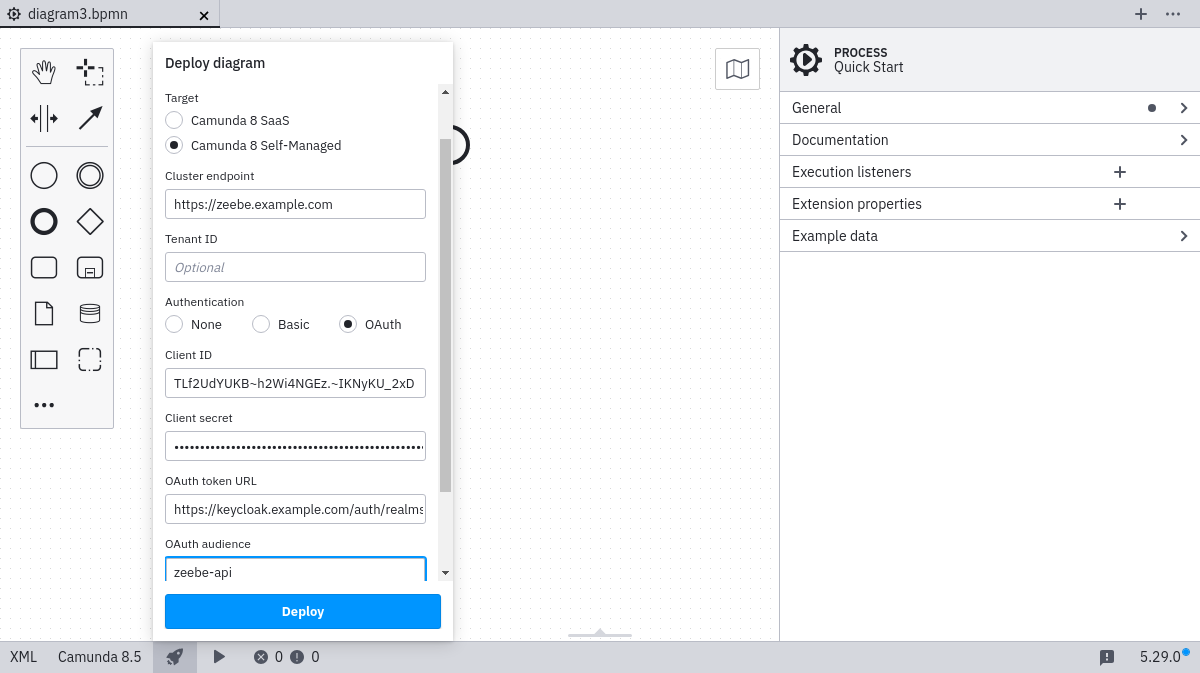 diagram3.bpmn
Deploy diagram
Target
Camunda 8 SaaS
Camunda 8 Self-Managed
Cluster endpoint
https://zeebe.example.com
Tenant ID
Optional
Authentication
None Basic OAuth
Client ID
TLf2UdYUKB~h2Wi4NGEz.~IKNyKU_2xD
Client secret
OAuth token URL
https://keycloak.example.com/auth/realms
OAuth audience
zeebe-api
Deploy
PROCESS
Quick Start
General
Documentation
Execution listeners
Extension properties
Example data
XML Camunda 8.5 0 0 5.29.0